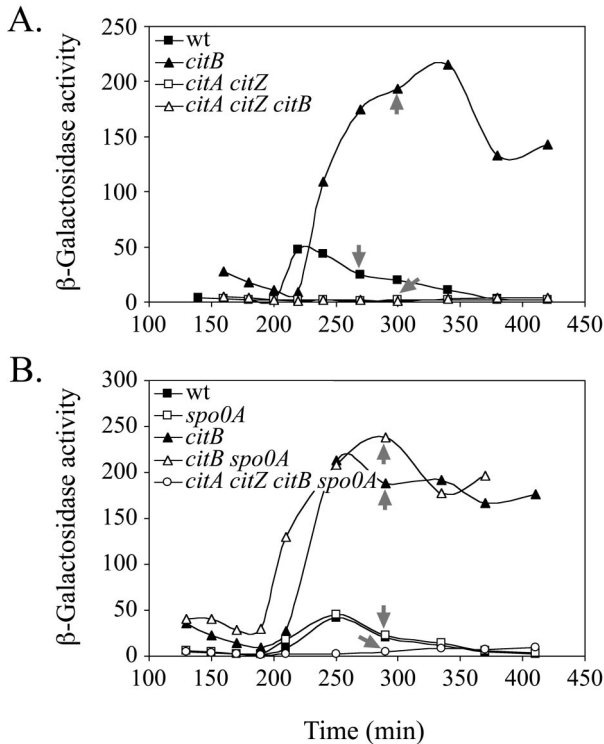 A.
β-Galactosidase activity
250
200
150
100
50
0
wt
citB
citA citZ
citA citZ citB
100 150 200 250 300 350 400 450
B.
β-Galactosidase activity
300
250
200
150
100
50
0
wt
spo0A
citB
citB spo0A
citA citZ citB spo0A
100 150 200 250 300 350 400 450
Time (min)